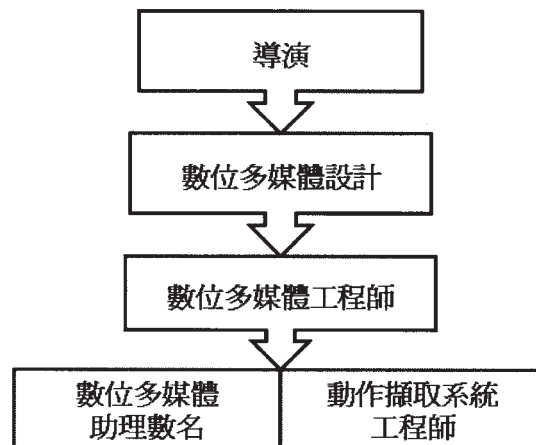 導演
數位多媒體設計
數位多媒體工程師
數位多媒體
助理數名
動作擷取系統
工程師